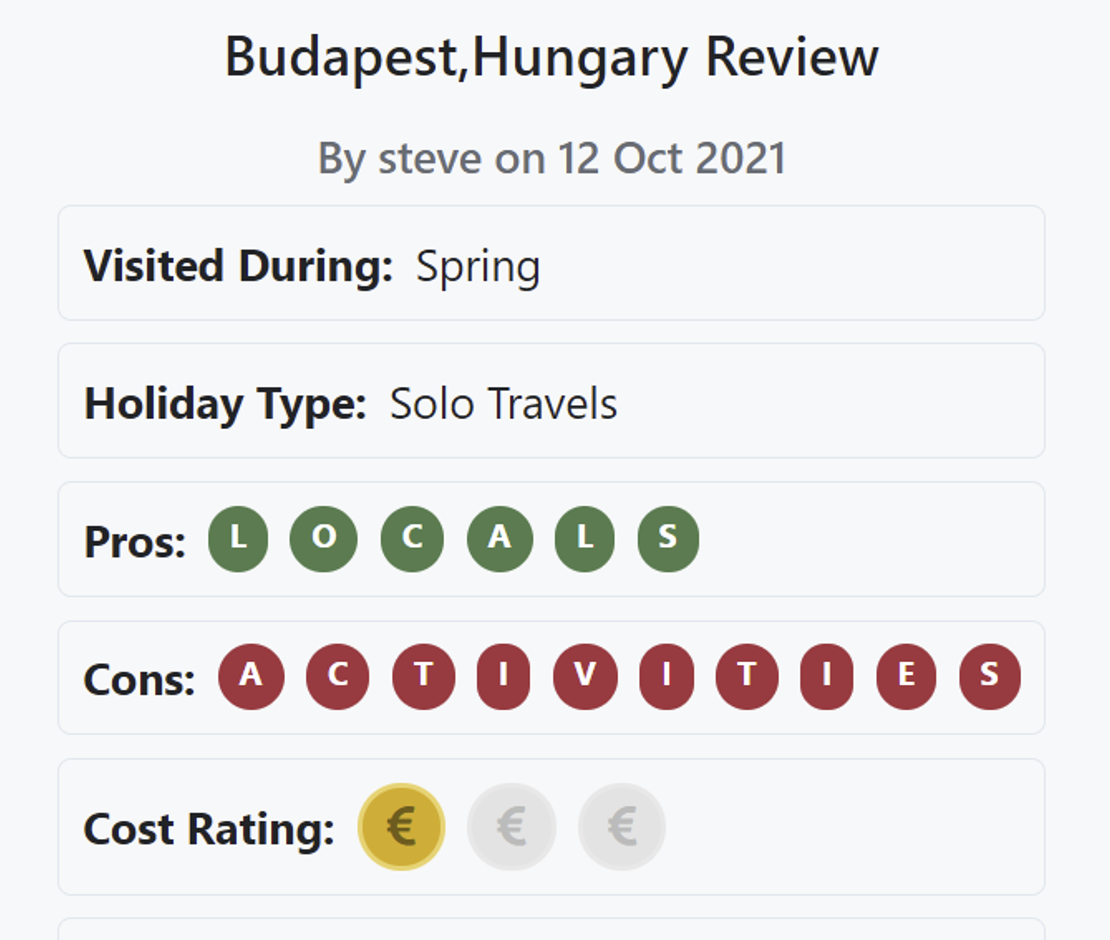 Budapest,Hungary Review
By steve on 12 Oct 2021
Visited During: Spring
Holiday Type: Solo Travels
Pros: L O C A L S
Cons: A C T I V I T I E S
Cost Rating: € € €